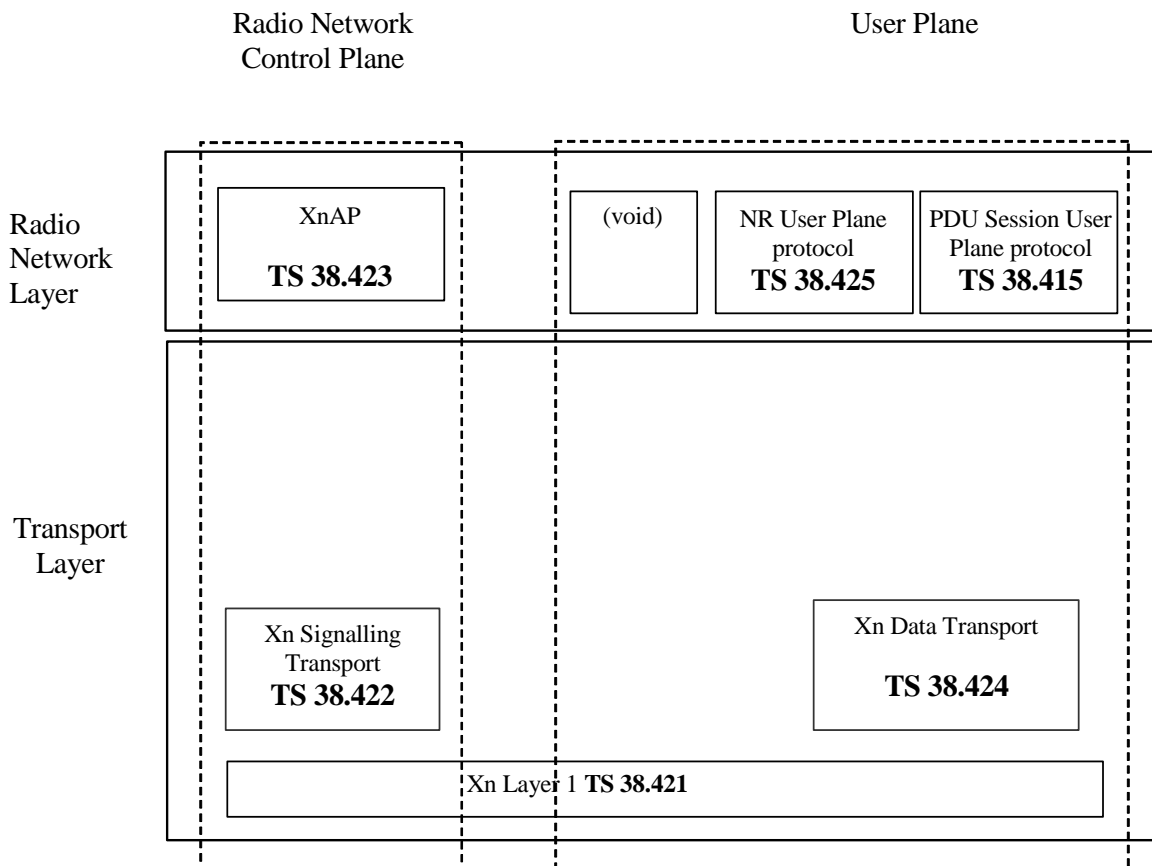 Radio Network
Control Plane
User Plane
Radio
Network
Layer
XnAP
TS 38.423
(void)
NR User Plane
protocol
TS 38.425
PDU Session User
Plane protocol
TS 38.415
Transport
Layer
Xn Signalling
Transport
TS 38.422
Xn Data Transport
TS 38.424
Xn Layer 1 TS 38.421